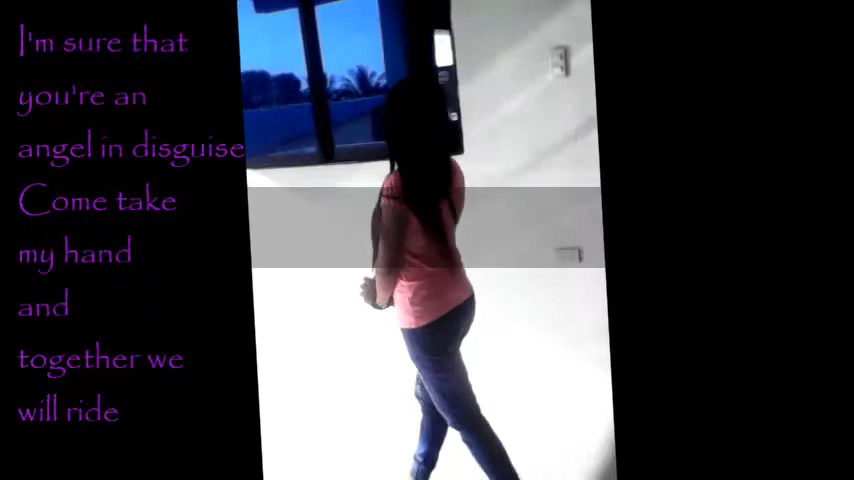 I'm sure that
you're an
angel in disguise
Come take
my hand
and
together we
will ride